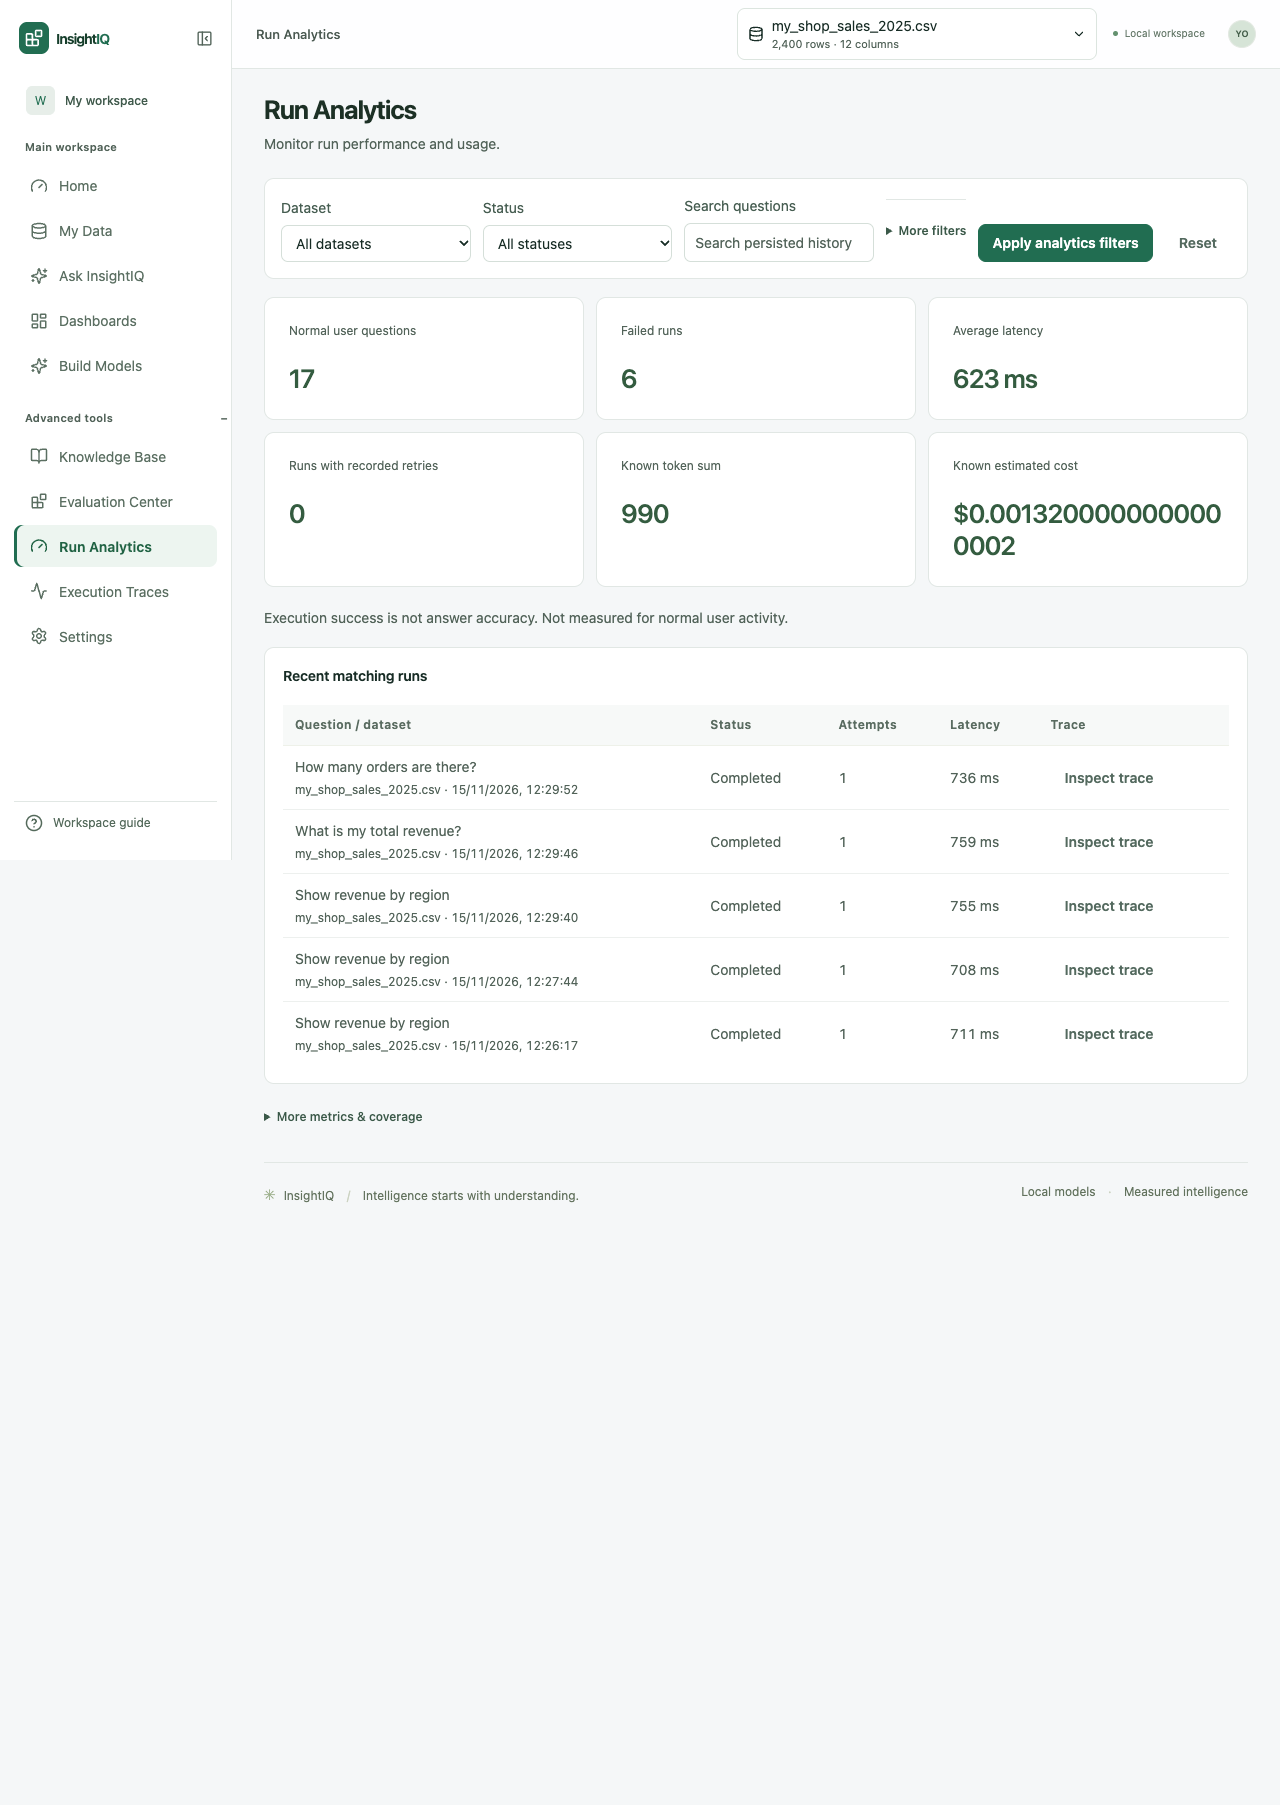 InsightIQ
W My workspace
Main workspace
Home
My Data
Ask InsightIQ
Dashboards
Build Models
Advanced tools –
Knowledge Base
Evaluation Center
Run Analytics
Execution Traces
Settings
Workspace guide
Run Analytics
my_shop_sales_2025.csv
2,400 rows · 12 columns
Local workspace
YO
Run Analytics
Monitor run performance and usage.
Dataset
All datasets
Status
All statuses
Search questions
Search persisted history
More filters
Apply analytics filters
Reset
Normal user questions
17
Failed runs
6
Average latency
623 ms
Runs with recorded retries
0
Known token sum
990
Known estimated cost
$0.001320000000000
0002
Execution success is not answer accuracy. Not measured for normal user activity.
Recent matching runs
Question / dataset Status Attempts Latency Trace
How many orders are there?
my_shop_sales_2025.csv · 15/11/2026, 12:29:52
Completed 1 736 ms Inspect trace
What is my total revenue?
my_shop_sales_2025.csv · 15/11/2026, 12:29:46
Completed 1 759 ms Inspect trace
Show revenue by region
my_shop_sales_2025.csv · 15/11/2026, 12:29:40
Completed 1 755 ms Inspect trace
Show revenue by region
my_shop_sales_2025.csv · 15/11/2026, 12:27:44
Completed 1 708 ms Inspect trace
Show revenue by region
my_shop_sales_2025.csv · 15/11/2026, 12:26:17
Completed 1 711 ms Inspect trace
More metrics & coverage
InsightIQ / Intelligence starts with understanding.
Local models · Measured intelligence